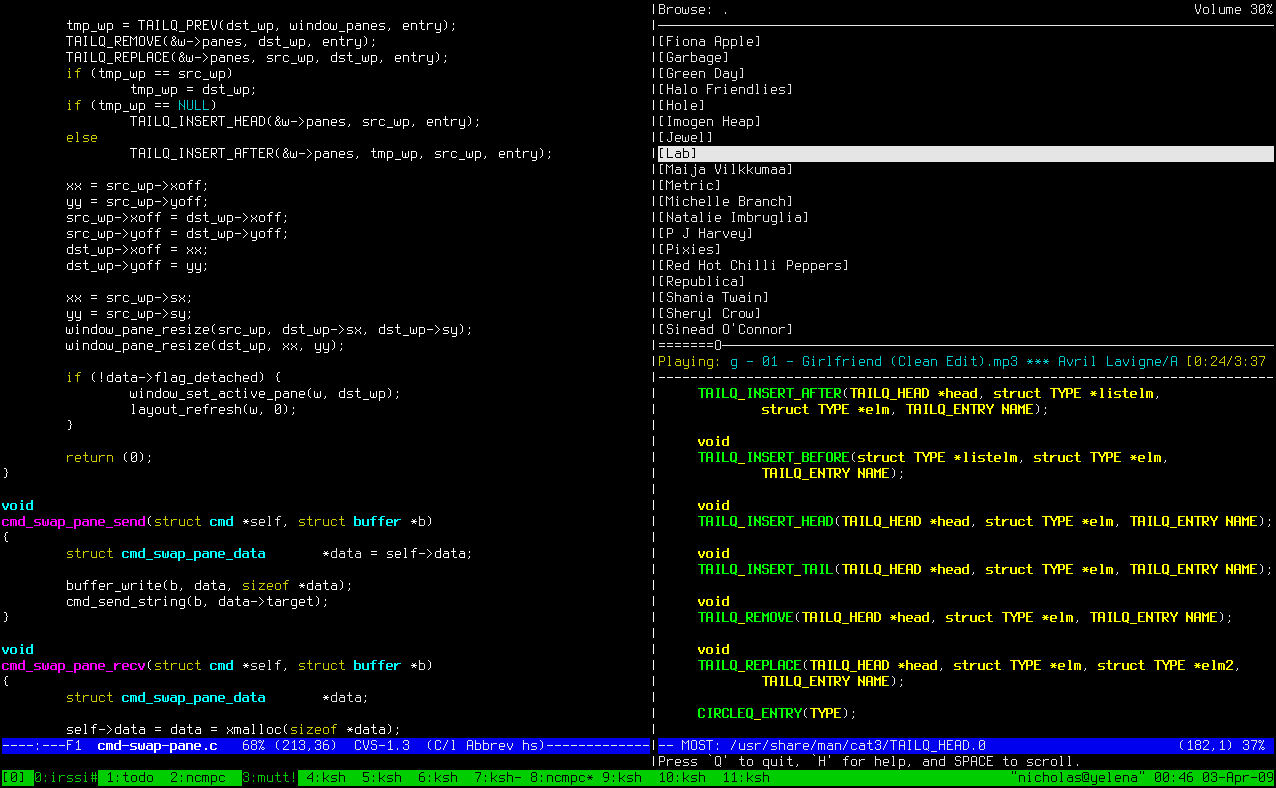 tmp_wp = TAILQ_PREV(dst_wp, window_panes, entry);
        TAILQ_REMOVE(&w->panes, dst_wp, entry);
        TAILQ_REPLACE(&w->panes, src_wp, dst_wp, entry);
        if (tmp_wp == src_wp)
                tmp_wp = dst_wp;
        if (tmp_wp == NULL)
                TAILQ_INSERT_HEAD(&w->panes, src_wp, entry);
        else
                TAILQ_INSERT_AFTER(&w->panes, tmp_wp, src_wp, entry);
        xx = src_wp->xoff;
        yy = src_wp->yoff;
        src_wp->xoff = dst_wp->xoff;
        src_wp->yoff = dst_wp->yoff;
        dst_wp->xoff = xx;
        dst_wp->yoff = yy;
        xx = src_wp->sx;
        yy = src_wp->sy;
        window_pane_resize(src_wp, dst_wp->sx, dst_wp->sy);
        window_pane_resize(dst_wp, xx, yy);
        if (!data->flag_detached) {
                window_set_active_pane(w, dst_wp);
                layout_refresh(w, 0);
        }
        return (0);
}
void
cmd_swap_pane_send(struct cmd *self, struct buffer *b)
{
        struct cmd_swap_pane_data       *data = self->data;
        buffer_write(b, data, sizeof *data);
        cmd_send_string(b, data->target);
}
void
cmd_swap_pane_recv(struct cmd *self, struct buffer *b)
{
        struct cmd_swap_pane_data       *data;
        self->data = data = xmalloc(sizeof *data);
----:---F1  cmd-swap-pane.c   68% (213,36)  CVS-1.3  (C/l Abbrev hs)-------------
Browse: . Volume 30%
[Fiona Apple]
[Garbage]
[Green Day]
[Halo Friendlies]
[Hole]
[Imogen Heap]
[Jewel]
[Lab]
[Maija Vilkkumaa]
[Metric]
[Michelle Branch]
[Natalie Imbruglia]
[P J Harvey]
[Pixies]
[Red Hot Chilli Peppers]
[Republica]
[Shania Twain]
[Sheryl Crow]
[Sinead O'Connor]
=======O
Playing: g - 01 - Girlfriend (Clean Edit).mp3 *** Avril Lavigne/A [0:24/3:37
     TAILQ_INSERT_AFTER(TAILQ_HEAD *head, struct TYPE *listelm,
             struct TYPE *elm, TAILQ_ENTRY NAME);
     void
     TAILQ_INSERT_BEFORE(struct TYPE *listelm, struct TYPE *elm,
             TAILQ_ENTRY NAME);
     void
     TAILQ_INSERT_HEAD(TAILQ_HEAD *head, struct TYPE *elm, TAILQ_ENTRY NAME);
     void
     TAILQ_INSERT_TAIL(TAILQ_HEAD *head, struct TYPE *elm, TAILQ_ENTRY NAME);
     void
     TAILQ_REMOVE(TAILQ_HEAD *head, struct TYPE *elm, TAILQ_ENTRY NAME);
     void
     TAILQ_REPLACE(TAILQ_HEAD *head, struct TYPE *elm, struct TYPE *elm2,
             TAILQ_ENTRY NAME);
     CIRCLEQ_ENTRY(TYPE);
-- MOST: /usr/share/man/cat3/TAILQ_HEAD.0 (182,1) 37%
Press `Q' to quit, `H' for help, and SPACE to scroll.
[0] 0:irssi# 1:todo  2:ncmpc  3:mutt! 4:ksh  5:ksh  6:ksh  7:ksh- 8:ncmpc* 9:ksh  10:ksh  11:ksh "nicholas@yelena" 00:46 03-Apr-09